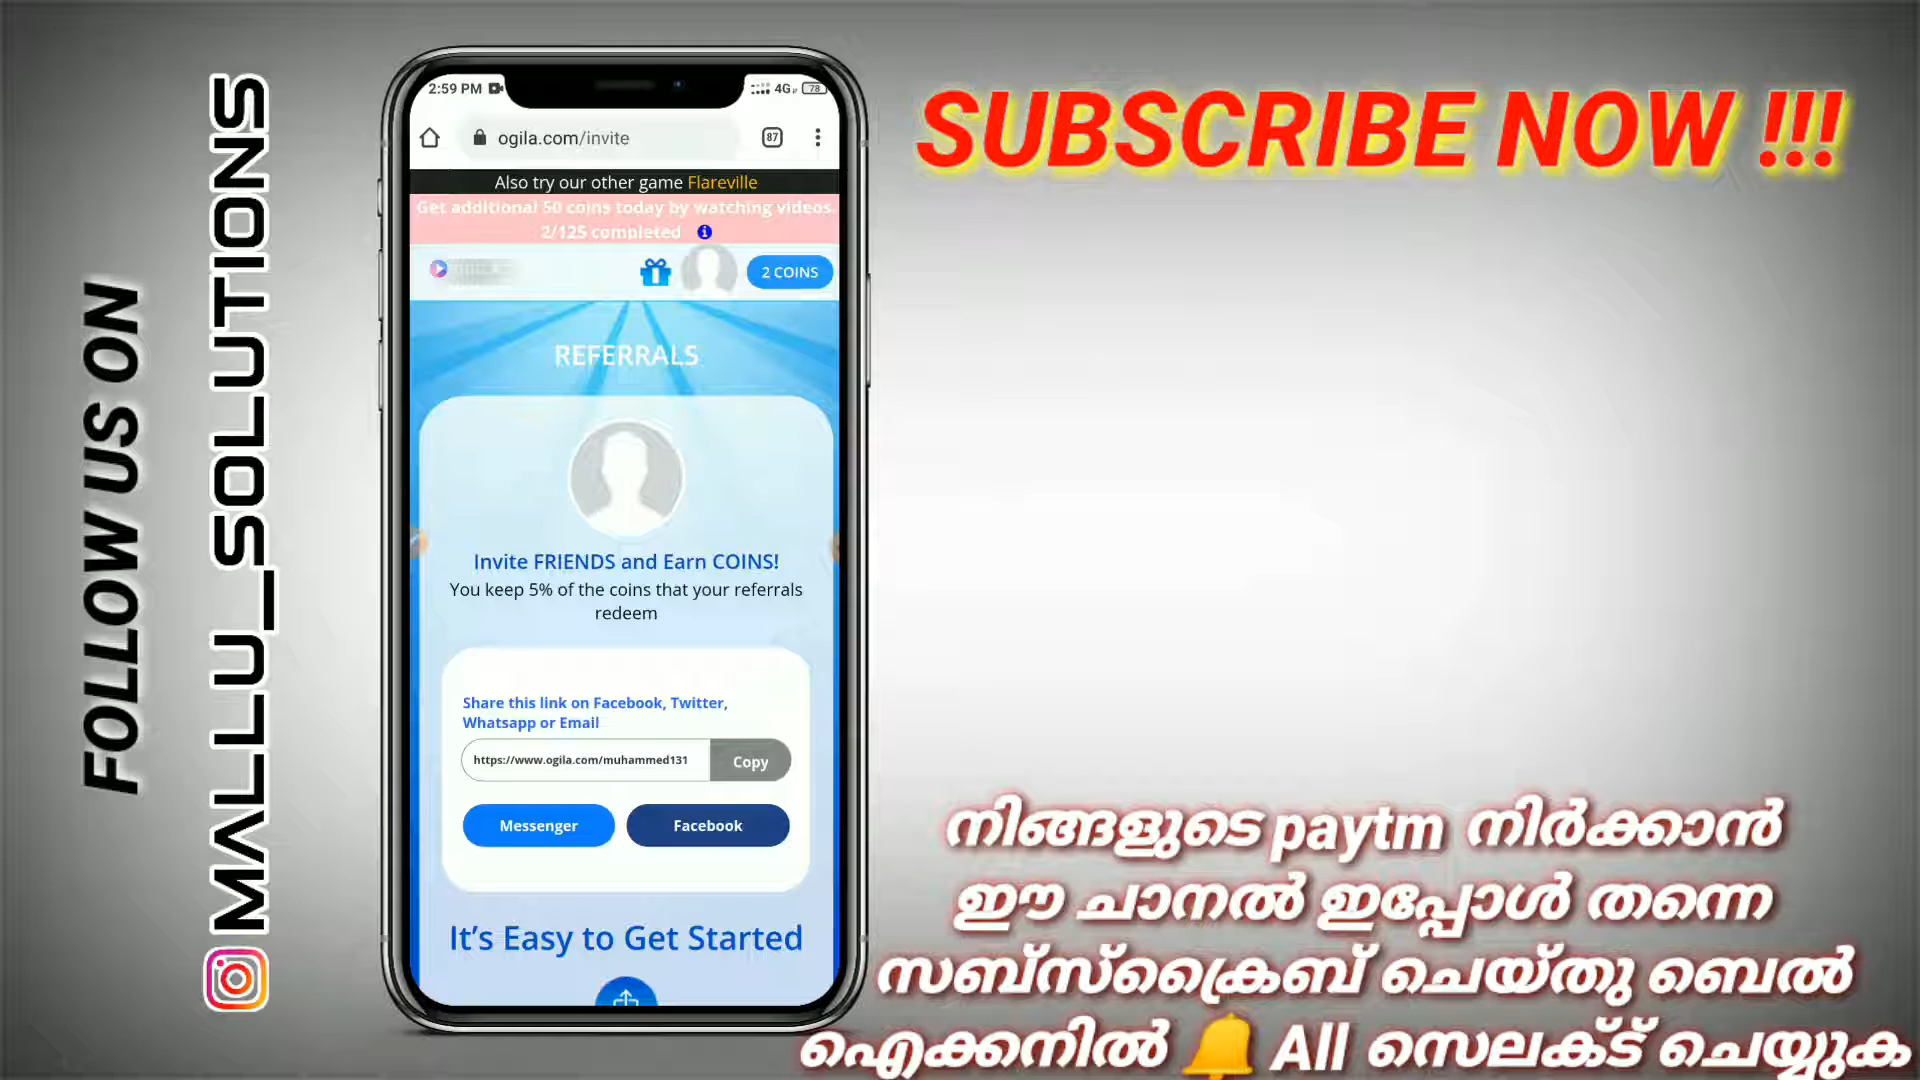 FOLLOW US ON
MALLU_SOLUTIONS
2:59 PM
4G
78
ogila.com/invite
87
Also try our other game Flareville
Get additional 50 coins today by watching videos.
2/125 completed
2 COINS
REFERRALS
Invite FRIENDS and Earn COINS!
You keep 5% of the coins that your referrals
redeem
Share this link on Facebook, Twitter,
Whatsapp or Email
https://www.ogila.com/muhammed131
Copy
Messenger
Facebook
It's Easy to Get Started
SUBSCRIBE NOW !!!
നിങ്ങളുടെ paytm നിർക്കാൻ
ഈ ചാനൽ ഇപ്പോൾ തന്നെ
സബ്സ്ക്രൈബ് ചെയ്തു ബെൽ
ഐക്കനിൽ 🔔 All സെലക്ട് ചെയ്യുക